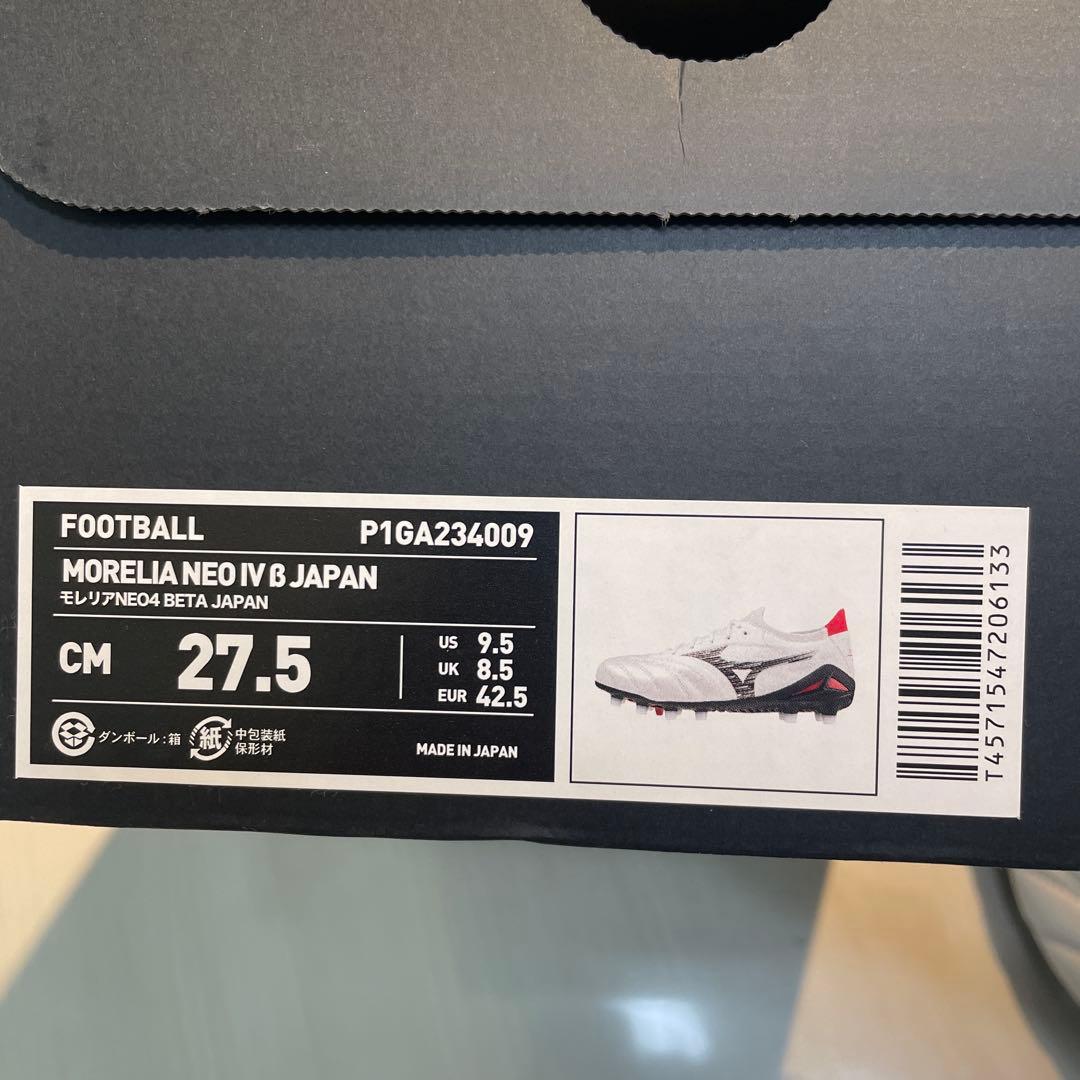 FOOTBALL P1GA234009
MORELIA NEO IV β JAPAN
モレリアNEO4 BETA JAPAN
CM 27.5
US 9.5
UK 8.5
EUR 42.5
ダンボール:箱
紙
中包装紙
保形材
MADE IN JAPAN
T4571547206133